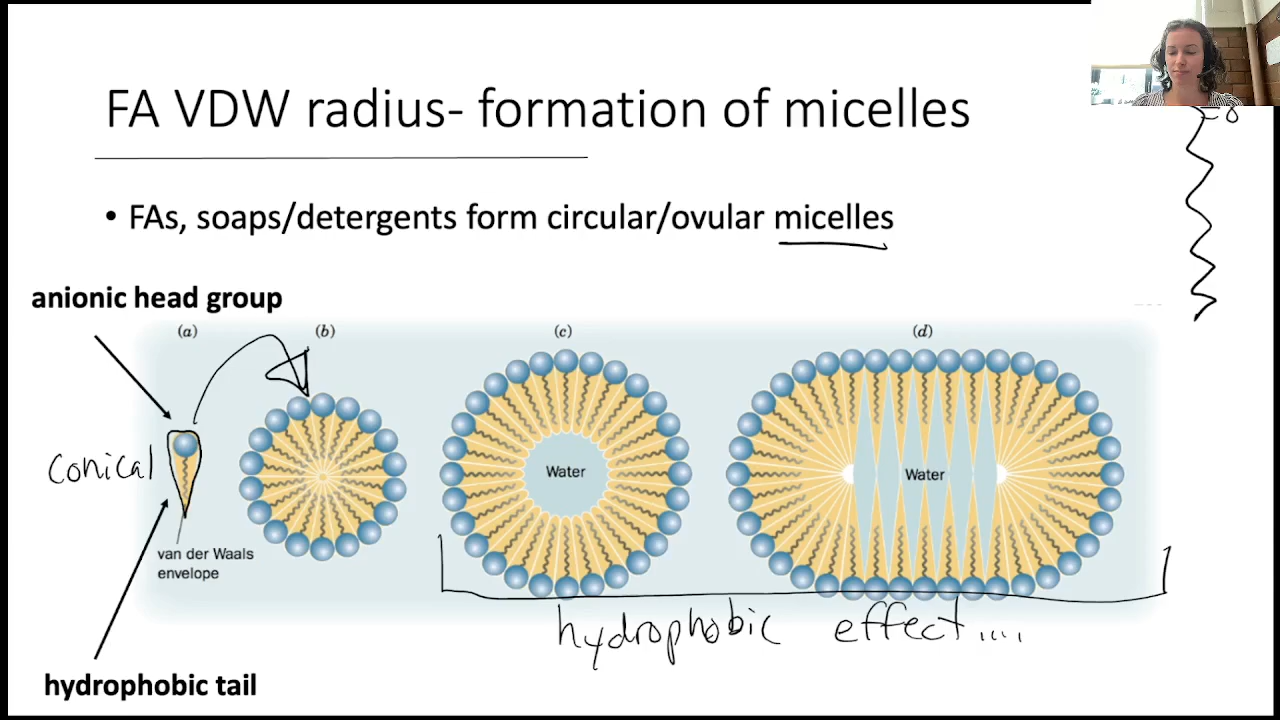 FA VDW radius- formation of micelles
• FAs, soaps/detergents form circular/ovular micelles
anionic head group
(a)
(b)
(c)
(d)
conical
Water
Water
van der Waals
envelope
hydrophobic effect....
hydrophobic tail